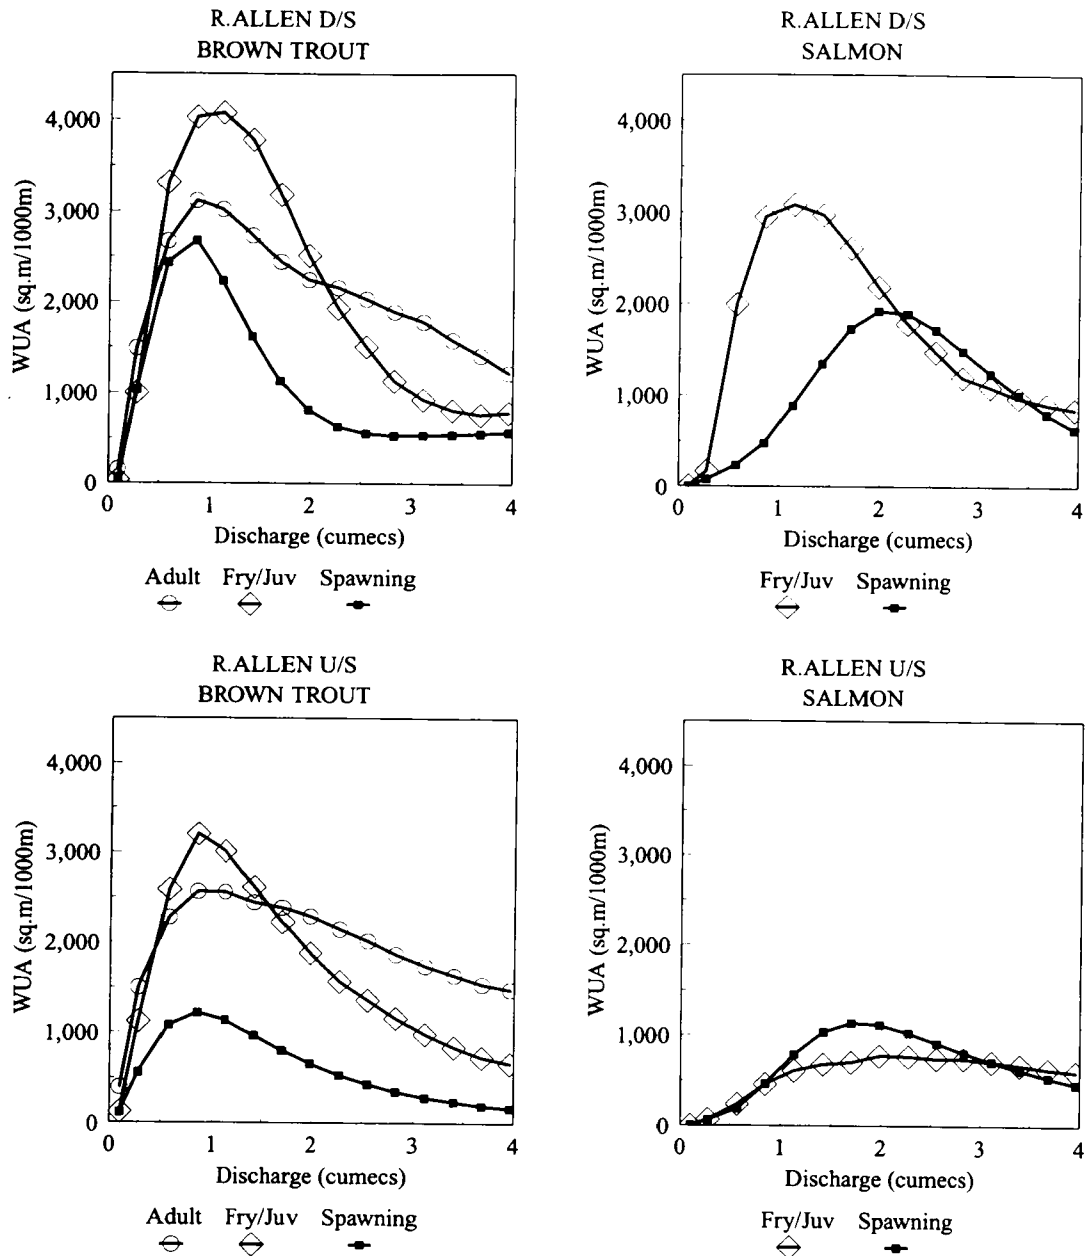 R.ALLEN D/S
BROWN TROUT
4,000
3,000
2,000
1,000
0
WUA (sq.m/1000m)
0 1 2 3 4
Discharge (cumecs)
Adult Fry/Juv Spawning
R.ALLEN D/S
SALMON
4,000
3,000
2,000
1,000
0
WUA (sq.m/1000m)
0 1 2 3 4
Discharge (cumecs)
Fry/Juv Spawning
R.ALLEN U/S
BROWN TROUT
4,000
3,000
2,000
1,000
0
WUA (sq.m/1000m)
0 1 2 3 4
Discharge (cumecs)
Adult Fry/Juv Spawning
R.ALLEN U/S
SALMON
4,000
3,000
2,000
1,000
0
WUA (sq.m/1000m)
0 1 2 3 4
Discharge (cumecs)
Fry/Juv Spawning